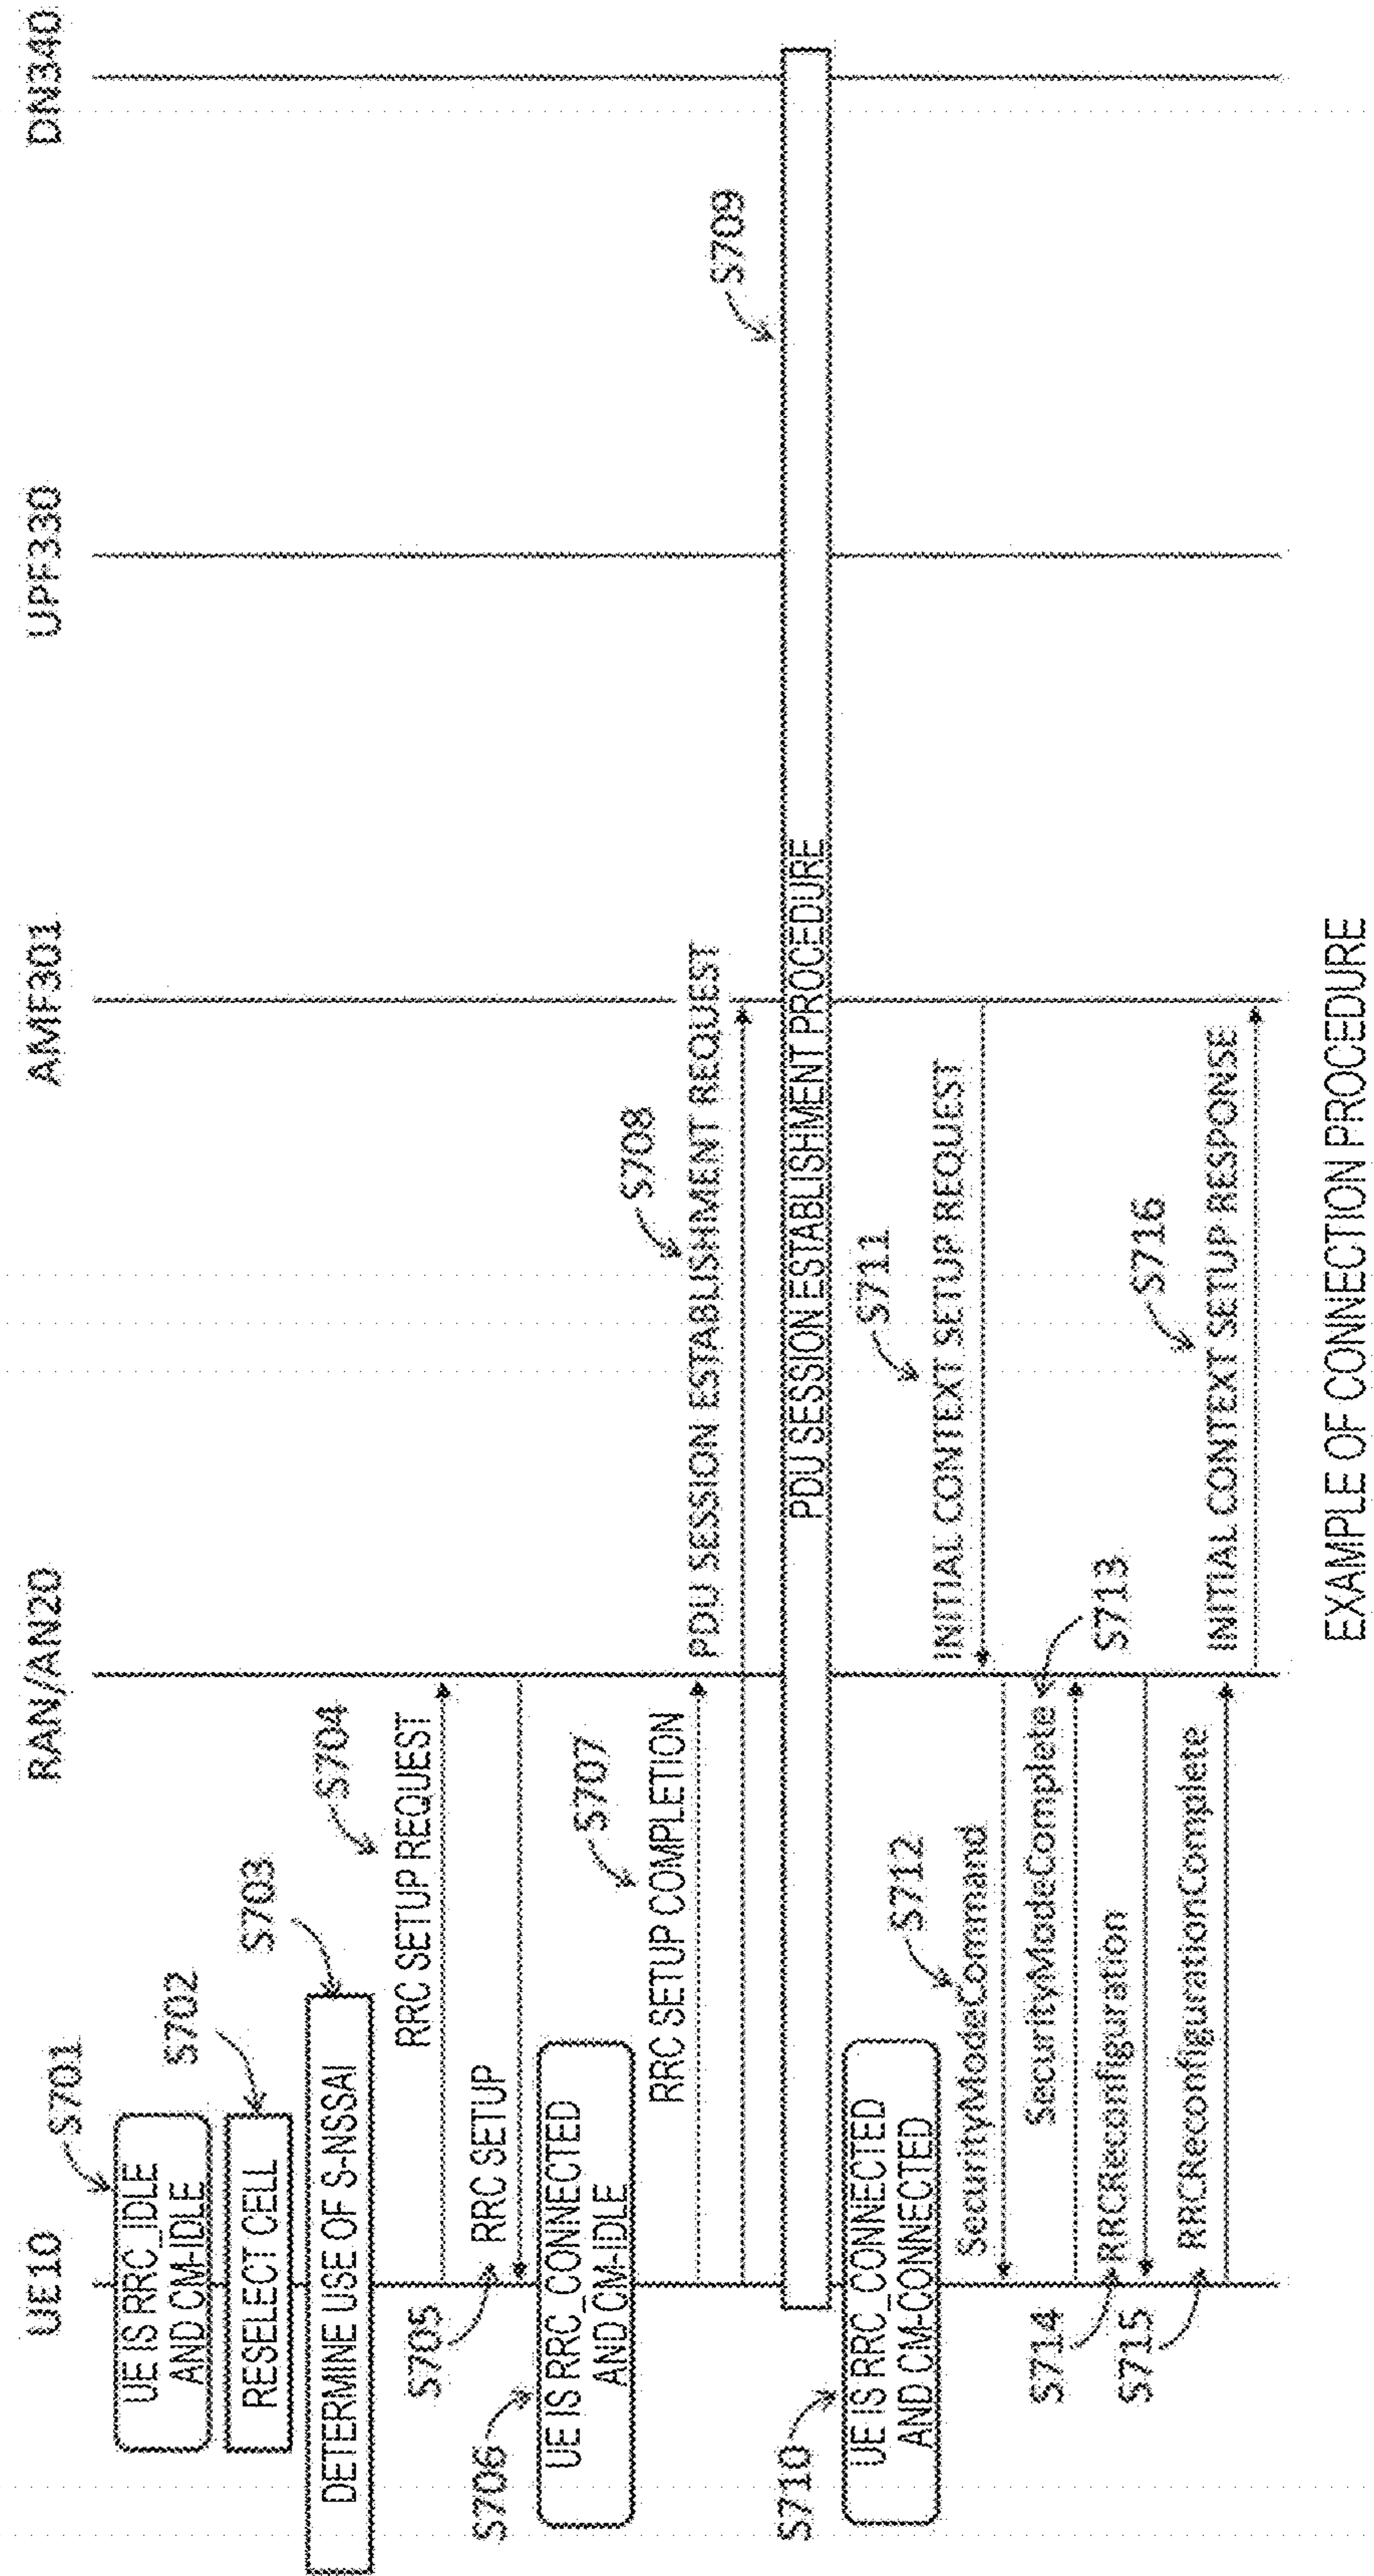 UE10
RAN/AN20
AMF301
UPF330
DN340
S701
UE IS RRC_IDLE
AND CM-IDLE
S702
RESELECT CELL
S703
DETERMINE USE OF S-NSSAI
S704
RRC SETUP REQUEST
S705
RRC SETUP
S706
UE IS RRC_CONNECTED
AND CM-IDLE
S707
RRC SETUP COMPLETION
S708
PDU SESSION ESTABLISHMENT REQUEST
S709
PDU SESSION ESTABLISHMENT PROCEDURE
S710
UE IS RRC_CONNECTED
AND CM-CONNECTED
S711
INITIAL CONTEXT SETUP REQUEST
S712
SecurityModeCommand
SecurityModeComplete
S713
S714
RRCReconfiguration
S715
RRCReconfigurationComplete
S716
INITIAL CONTEXT SETUP RESPONSE
EXAMPLE OF CONNECTION PROCEDURE